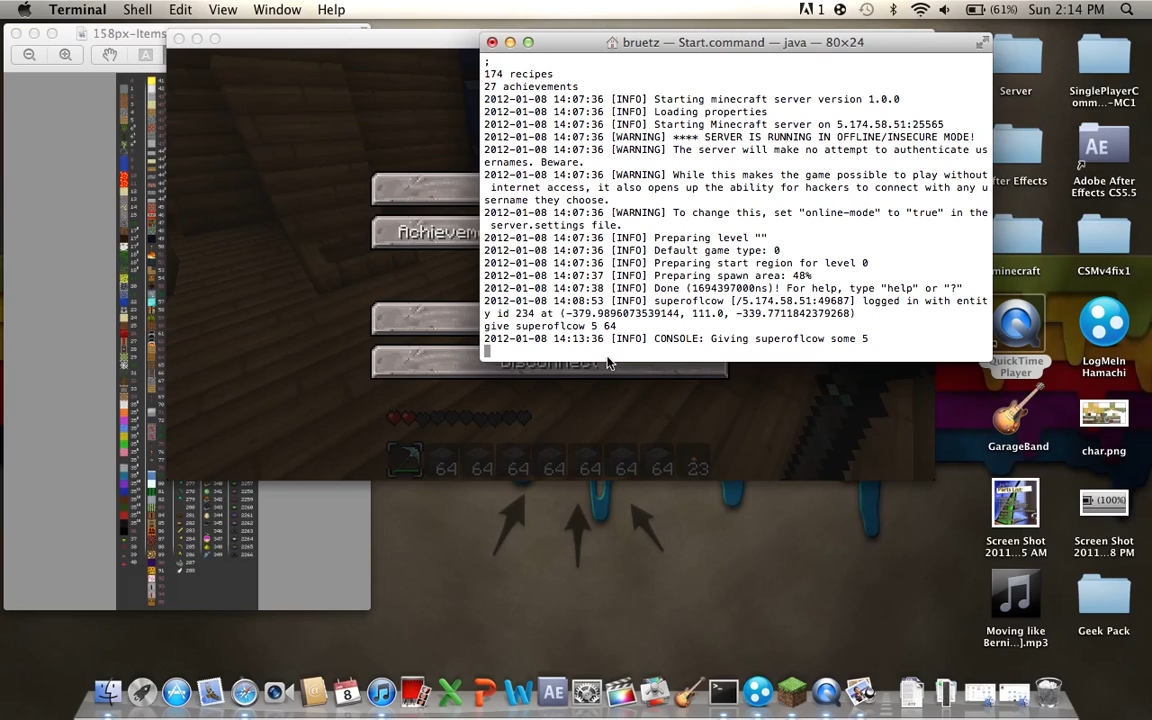 Terminal Shell Edit View Window Help
1 (61%) Sun 2:14 PM
158px-Items
bruetz — Start.command — java — 80×24
;
174 recipes
27 achievements
2012-01-08 14:07:36 [INFO] Starting minecraft server version 1.0.0
2012-01-08 14:07:36 [INFO] Loading properties
2012-01-08 14:07:36 [INFO] Starting Minecraft server on 5.174.58.51:25565
2012-01-08 14:07:36 [WARNING] **** SERVER IS RUNNING IN OFFLINE/INSECURE MODE!
2012-01-08 14:07:36 [WARNING] The server will make no attempt to authenticate us
ernames. Beware.
2012-01-08 14:07:36 [WARNING] While this makes the game possible to play without
internet access, it also opens up the ability for hackers to connect with any u
sername they choose.
2012-01-08 14:07:36 [WARNING] To change this, set "online-mode" to "true" in the
server.settings file.
2012-01-08 14:07:36 [INFO] Preparing level ""
2012-01-08 14:07:36 [INFO] Default game type: 0
2012-01-08 14:07:36 [INFO] Preparing start region for level 0
2012-01-08 14:07:37 [INFO] Preparing spawn area: 48%
2012-01-08 14:07:38 [INFO] Done (1694397000ns)! For help, type "help" or "?"
2012-01-08 14:08:53 [INFO] superoflcow [/5.174.58.51:49687] logged in with entit
y id 234 at (-379.9896073539144, 111.0, -339.7711842379268)
give superoflcow 5 64
2012-01-08 14:13:36 [INFO] CONSOLE: Giving superoflcow some 5
Achievem
Disconnect
64 64 64 64 64 64 64 23
Server
SinglePlayerC
omm...-MC1
fter Effects
AE
Adobe After
Effects CS5.5
minecraft
CSMv4fix1
QuickTime
Player
LogMeIn
Hamachi
GarageBand
char.png
(100%)
Screen Shot
2011...5 AM
Screen Shot
2011...8 PM
Moving like
Berni...].mp3
Geek Pack
8
AE